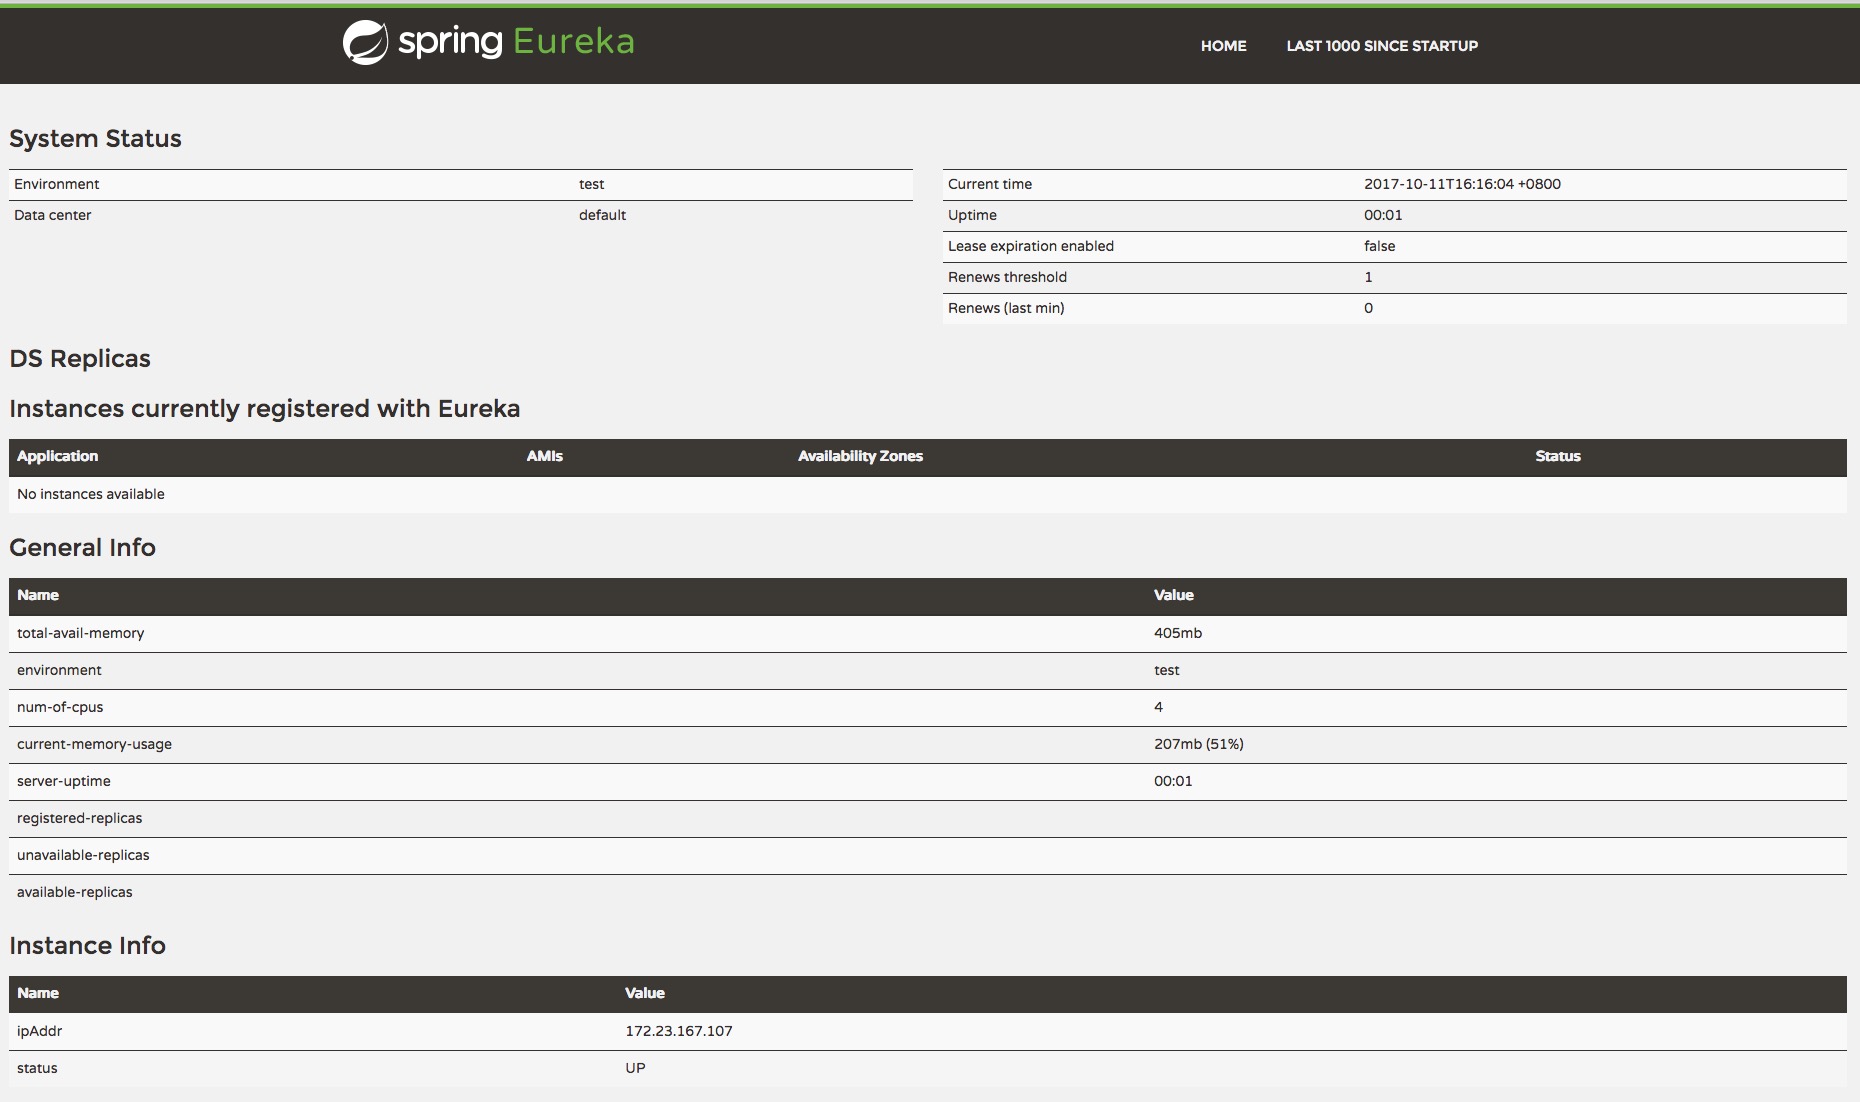 spring Eureka
HOME LAST 1000 SINCE STARTUP
System Status
Environment test
Data center default
Current time 2017-10-11T16:16:04 +0800
Uptime 00:01
Lease expiration enabled false
Renews threshold 1
Renews (last min) 0
DS Replicas
Instances currently registered with Eureka
Application AMIs Availability Zones Status
No instances available
General Info
Name Value
total-avail-memory 405mb
environment test
num-of-cpus 4
current-memory-usage 207mb (51%)
server-uptime 00:01
registered-replicas
unavailable-replicas
available-replicas
Instance Info
Name Value
ipAddr 172.23.167.107
status UP